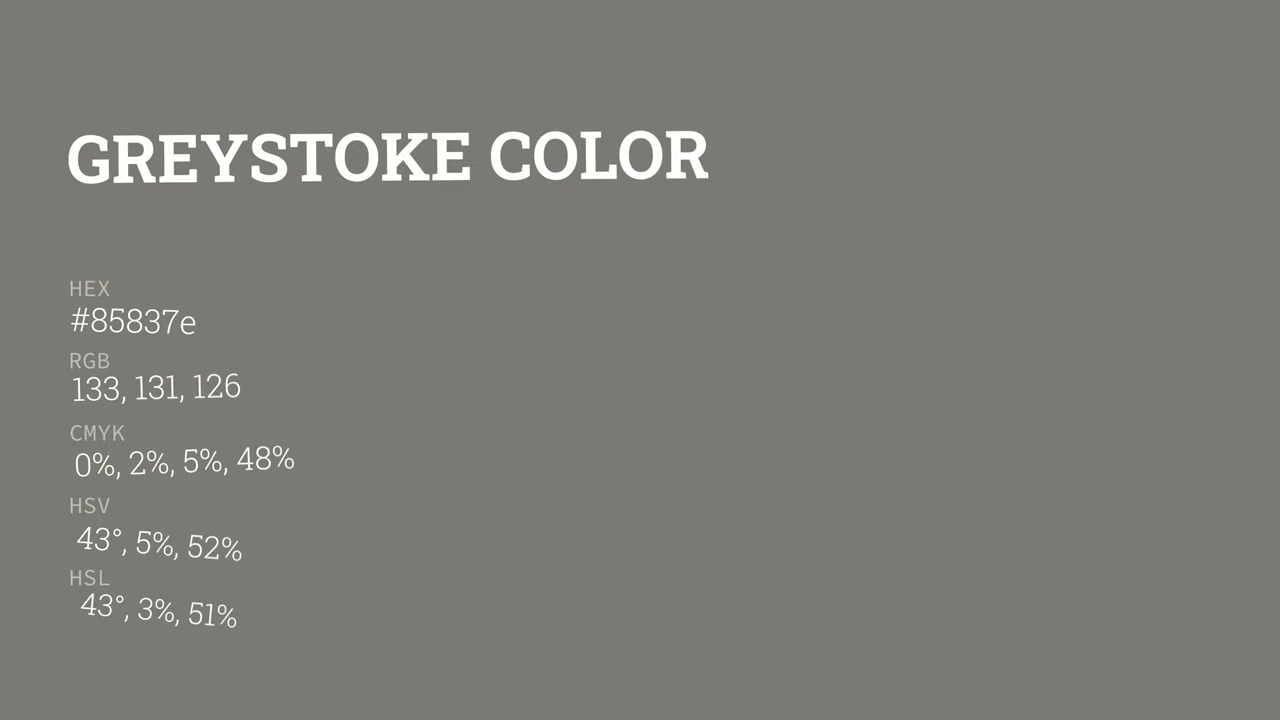 GREYSTOKE COLOR
HEX
#85837e
RGB
133, 131, 126
CMYK
0%, 2%, 5%, 48%
HSV
43°, 5%, 52%
HSL
43°, 3%, 51%